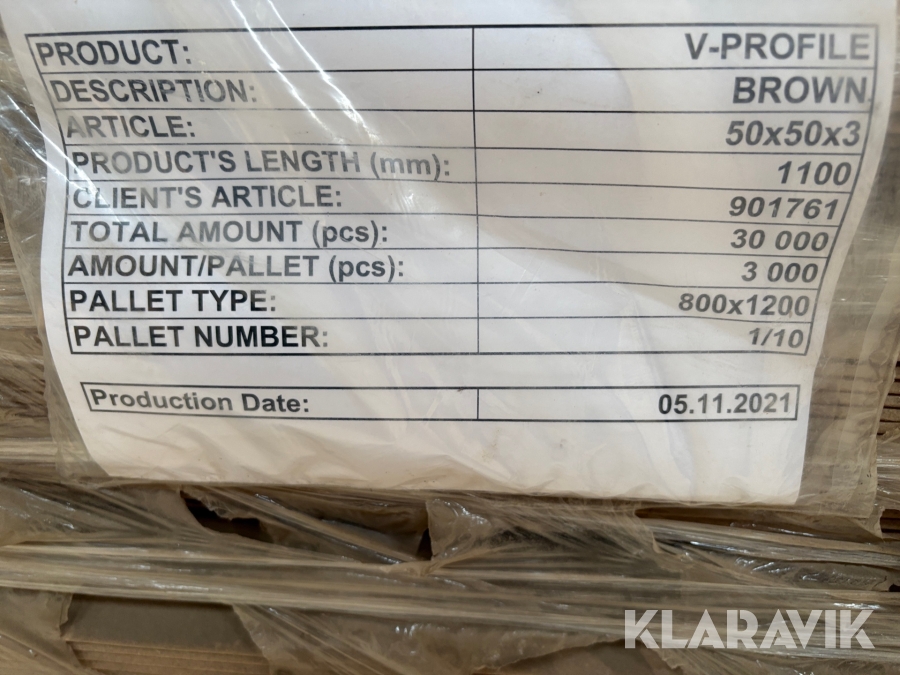 PRODUCT: V-PROFILE
DESCRIPTION: BROWN
ARTICLE: 50x50x3
PRODUCT'S LENGTH (mm): 1100
CLIENT'S ARTICLE: 901761
TOTAL AMOUNT (pcs): 30 000
AMOUNT/PALLET (pcs): 3 000
PALLET TYPE: 800x1200
PALLET NUMBER: 1/10
Production Date: 05.11.2021
KLARAVIK